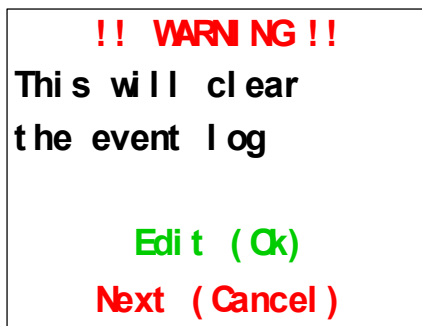 !! WARNING !!
This will clear
the event log
Edit (Ok)
Next (Cancel)